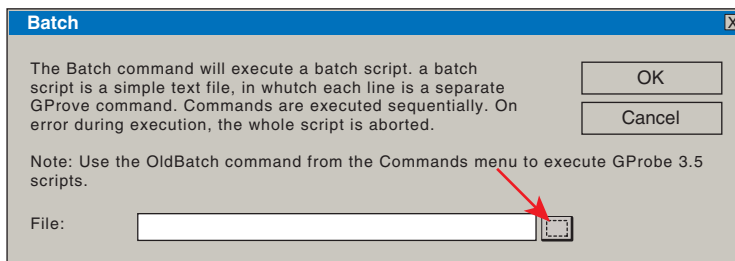 Batch
X
The Batch command will execute a batch script. a batch
script is a simple text file, in whutch each line is a separate
GProve command. Commands are executed sequentially. On
error during execution, the whole script is aborted.
OK
Cancel
Note: Use the OldBatch command from the Commands menu to execute GProbe 3.5
scripts.
File: